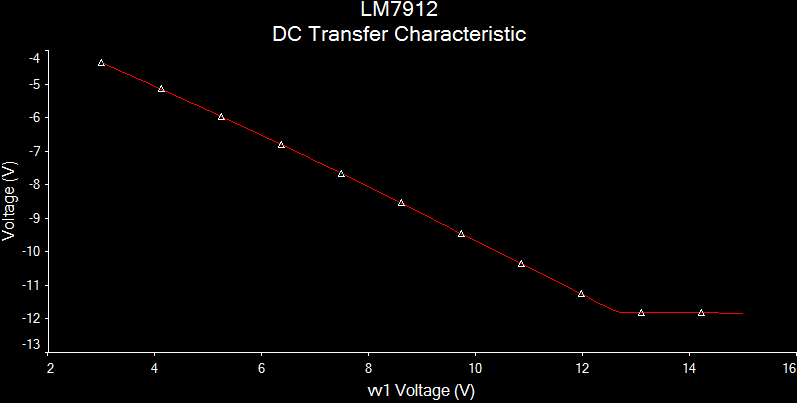 LM7912
DC Transfer Characteristic
-4
-5
-6
-7
-8
-9
-10
-11
-12
-13
Voltage (V)
2 4 6 8 10 12 14 16
vv1 Voltage (V)